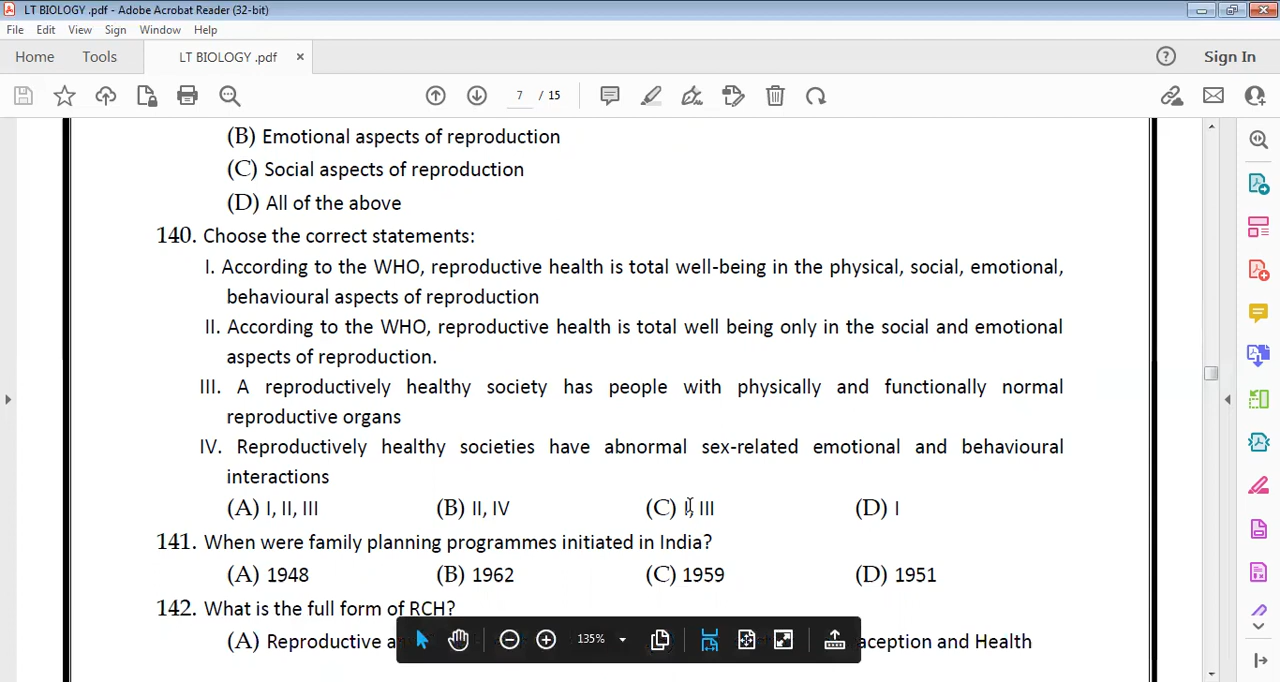 LT BIOLOGY .pdf - Adobe Acrobat Reader (32-bit)
File Edit View Sign Window Help
Home Tools LT BIOLOGY .pdf × Sign In
7 / 15
(B) Emotional aspects of reproduction
(C) Social aspects of reproduction
(D) All of the above
140. Choose the correct statements:
I. According to the WHO, reproductive health is total well-being in the physical, social, emotional,
behavioural aspects of reproduction
II. According to the WHO, reproductive health is total well being only in the social and emotional
aspects of reproduction.
III. A reproductively healthy society has people with physically and functionally normal
reproductive organs
IV. Reproductively healthy societies have abnormal sex-related emotional and behavioural
interactions
(A) I, II, III (B) II, IV (C) I, III (D) I
141. When were family planning programmes initiated in India?
(A) 1948 (B) 1962 (C) 1959 (D) 1951
142. What is the full form of RCH?
(A) Reproductive and Health
135%